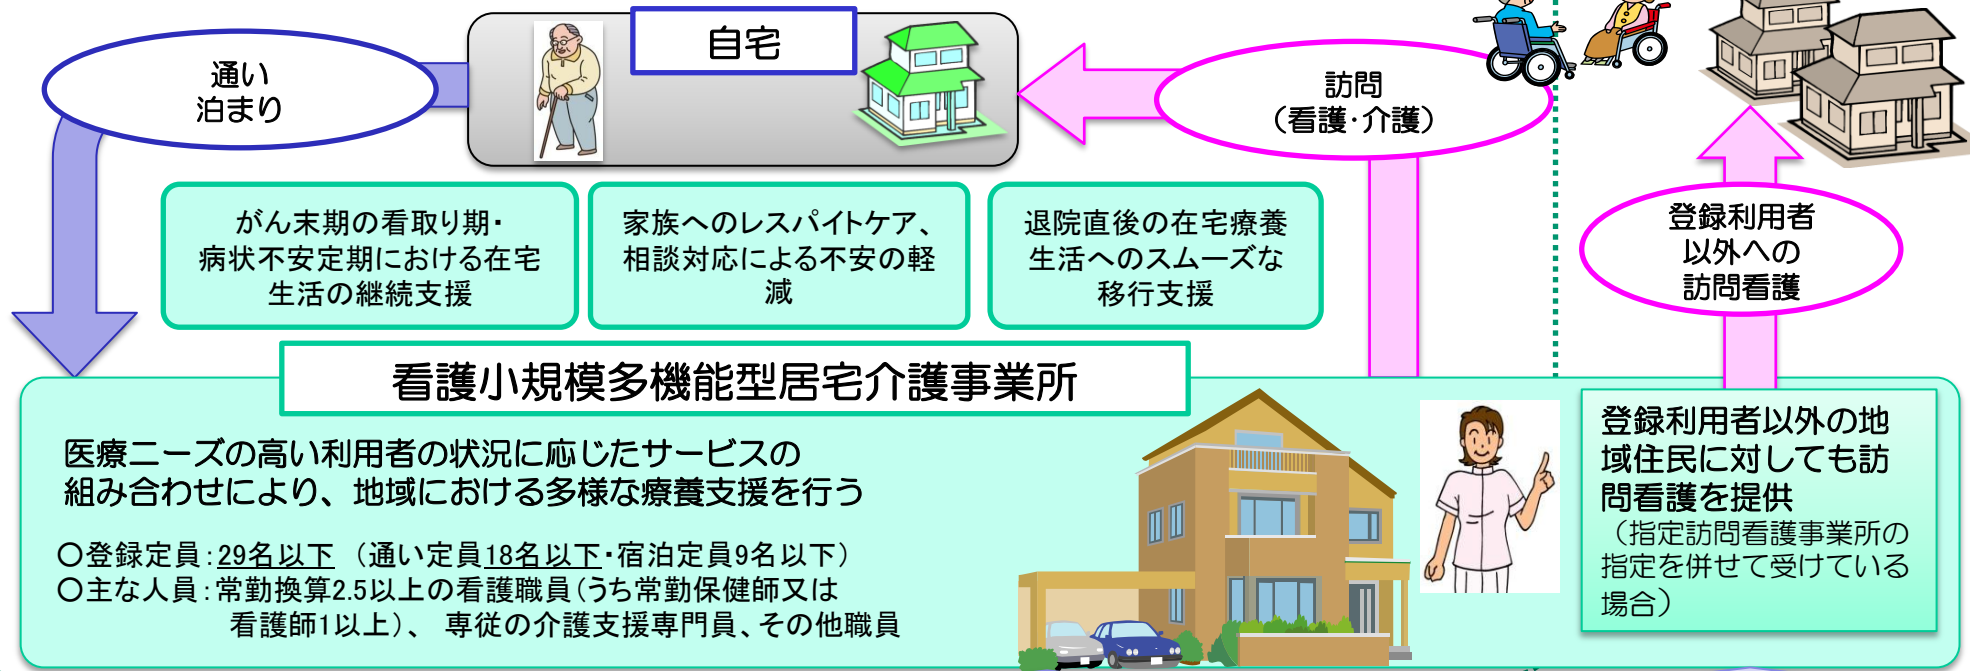 自宅
通い
泊まり
訪問
（看護･介護）
がん末期の看取り期・
病状不安定期における在宅
生活の継続支援
家族へのレスパイトケア、
相談対応による不安の軽
減
退院直後の在宅療養
生活へのスムーズな
移行支援
登録利用者
以外への
訪問看護
看護小規模多機能型居宅介護事業所
医療ニーズの高い利用者の状況に応じたサービスの
組み合わせにより、地域における多様な療養支援を行う
○登録定員：29名以下 （通い定員18名以下・宿泊定員9名以下）
○主な人員：常勤換算2.5以上の看護職員（うち常勤保健師又は
看護師1以上）、 専従の介護支援専門員、その他職員
登録利用者以外の地
域住民に対しても訪
問看護を提供
（指定訪問看護事業所の
指定を併せて受けている
場合）